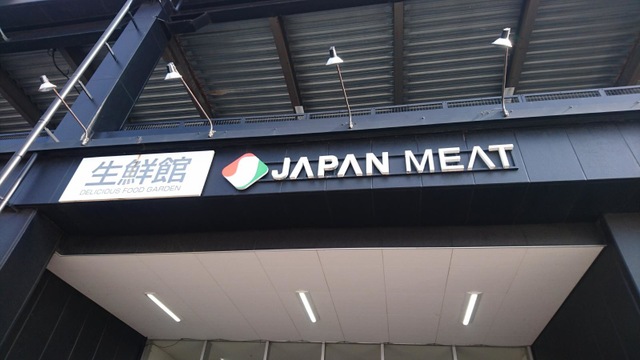 生鮮館
DELICIOUS FOOD GARDEN
JAPAN MEAT